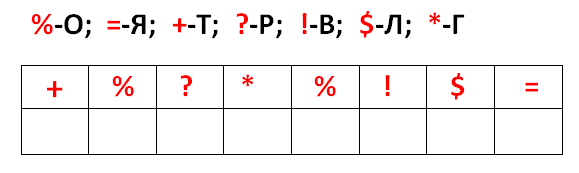 %-О; =-Я; +-Т; ?-Р; !-В; $-Л; *-Г
+ % ? * % ! $ =